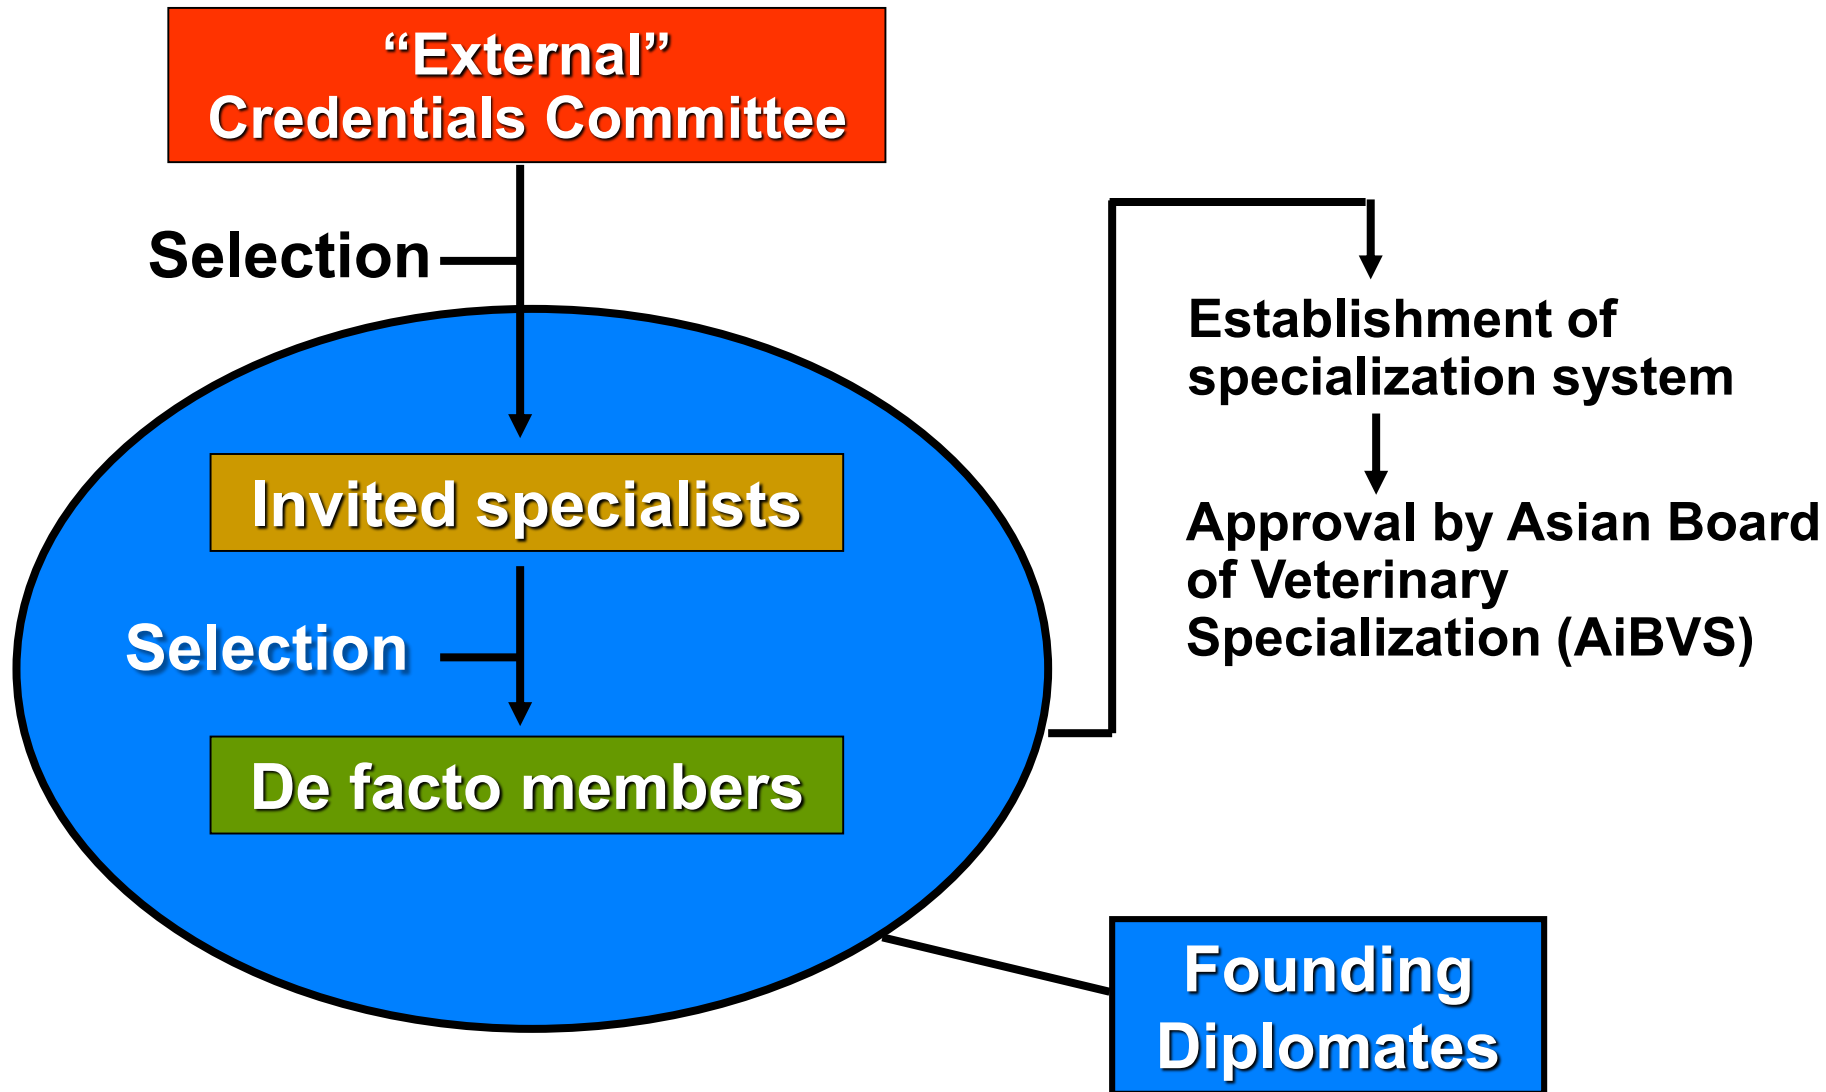 “External”
Credentials Committee
Selection
Invited specialists
Selection
De facto members
Establishment of
specialization system
Approval by Asian Board
of Veterinary
Specialization (AiBVS)
Founding
Diplomates